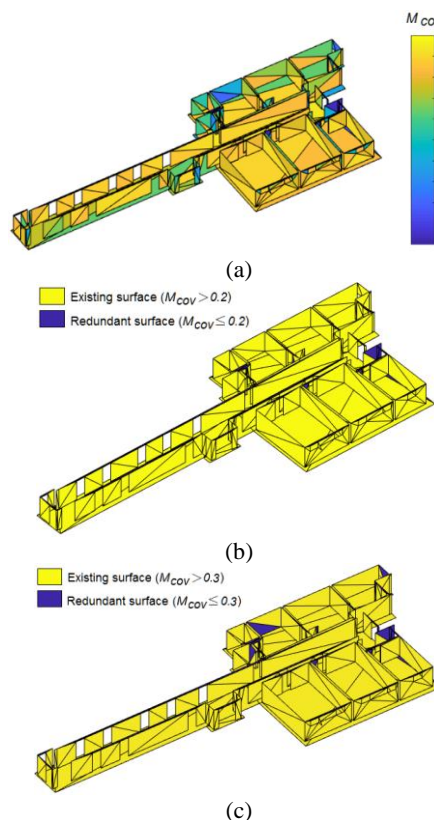 M_COV
(a)
Existing surface (M_COV > 0.2)
Redundant surface (M_COV ≤ 0.2)
(b)
Existing surface (M_COV > 0.3)
Redundant surface (M_COV ≤ 0.3)
(c)